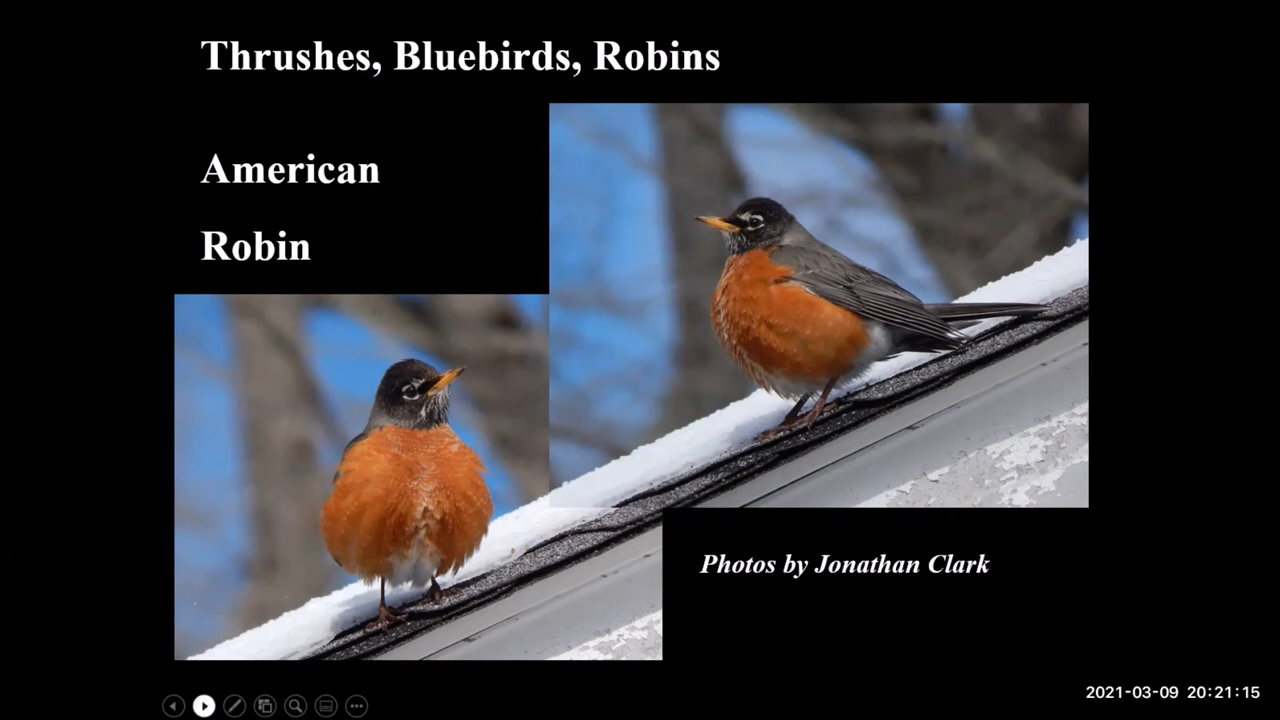 Thrushes, Bluebirds, Robins
American
Robin
Photos by Jonathan Clark
2021-03-09 20:21:15